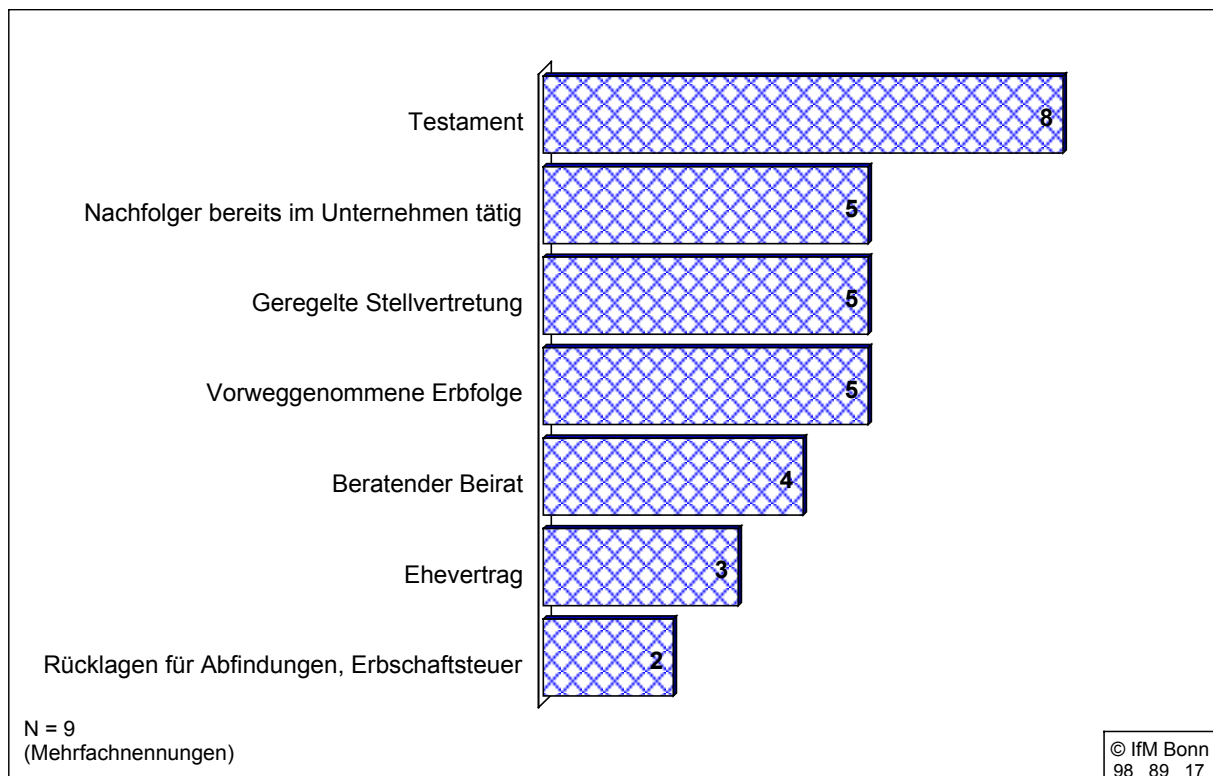 Testament
8
Nachfolger bereits im Unternehmen tätig
5
Geregelte Stellvertretung
5
Vorweggenommene Erbfolge
5
Beratender Beirat
4
Ehevertrag
3
Rücklagen für Abfindungen, Erbschaftsteuer
2
N = 9
(Mehrfachnennungen)
© IfM Bonn
98 89 17